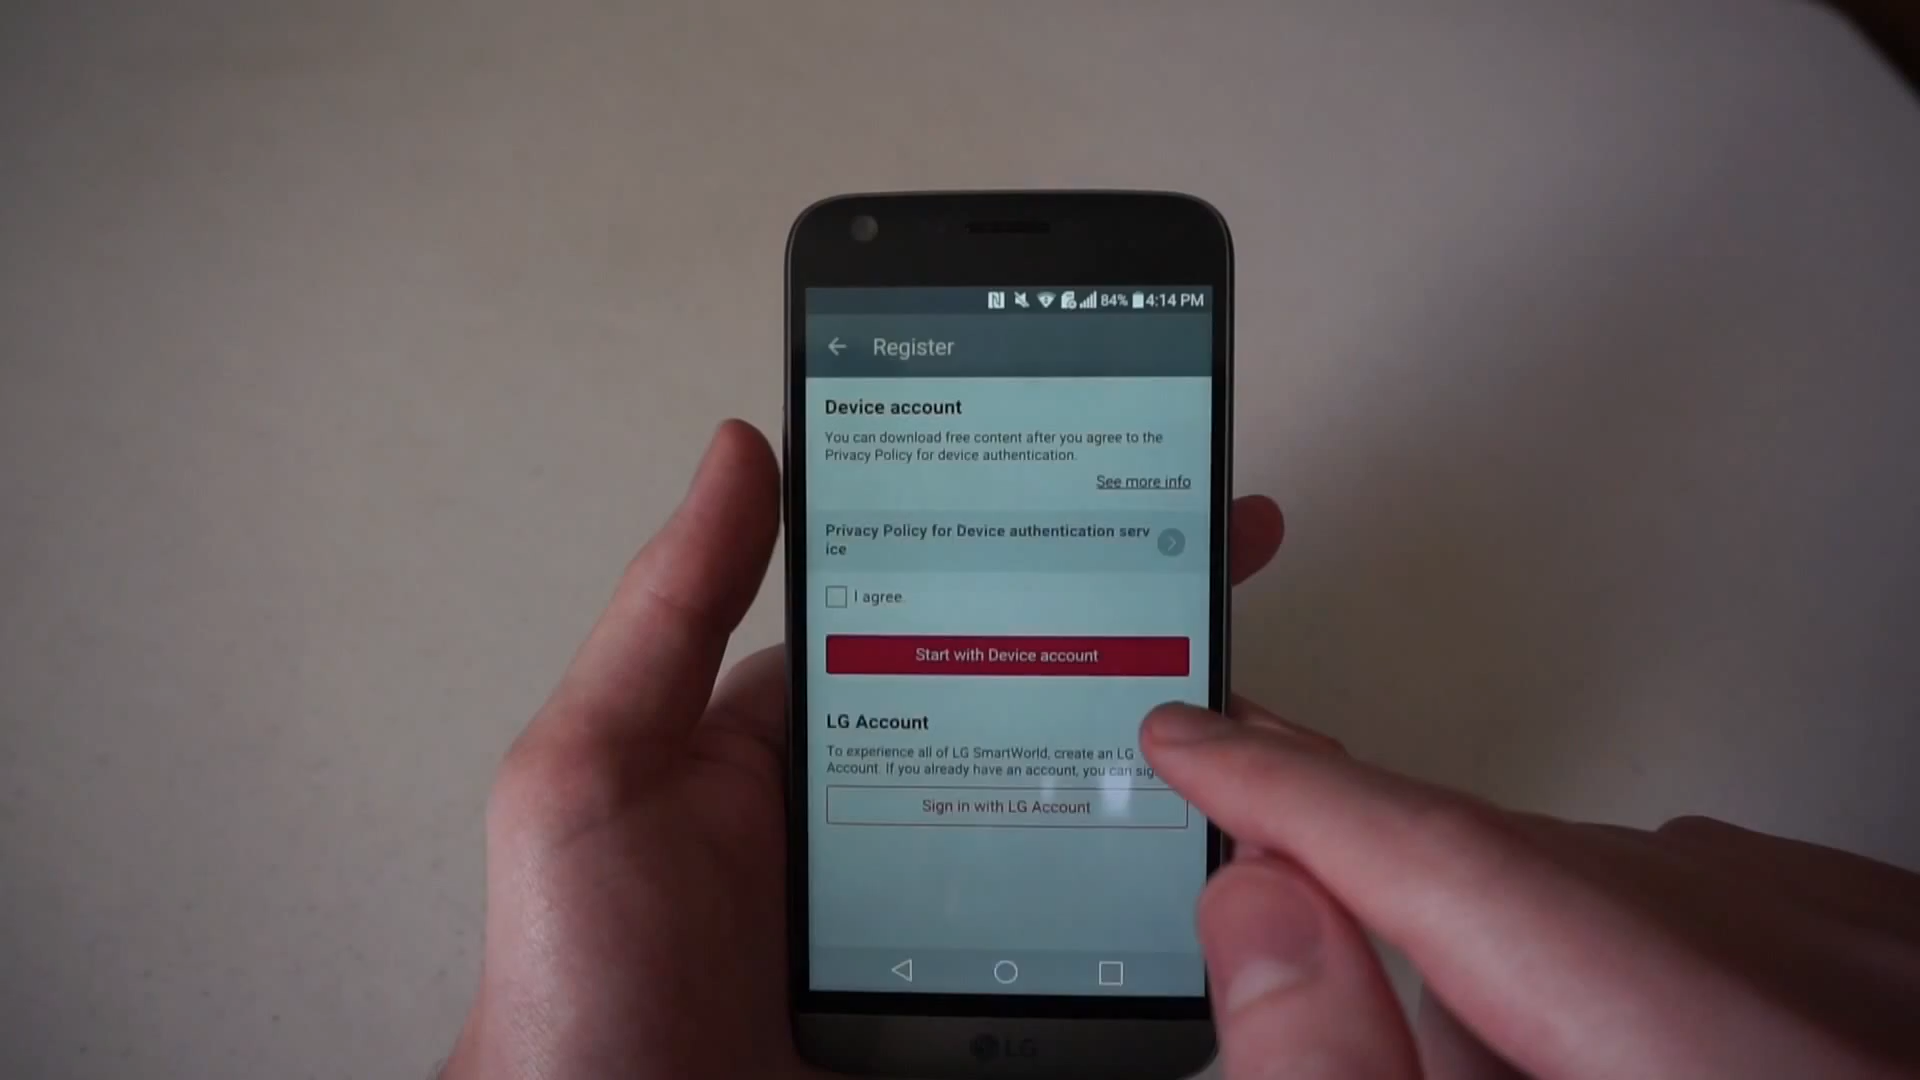 84% 4:14 PM
Register
Device account
You can download free content after you agree to the
Privacy Policy for device authentication.
See more info
Privacy Policy for Device authentication serv
ice
I agree.
Start with Device account
LG Account
To experience all of LG SmartWorld, create an LG
Account. If you already have an account, you can sig
Sign in with LG Account
LG